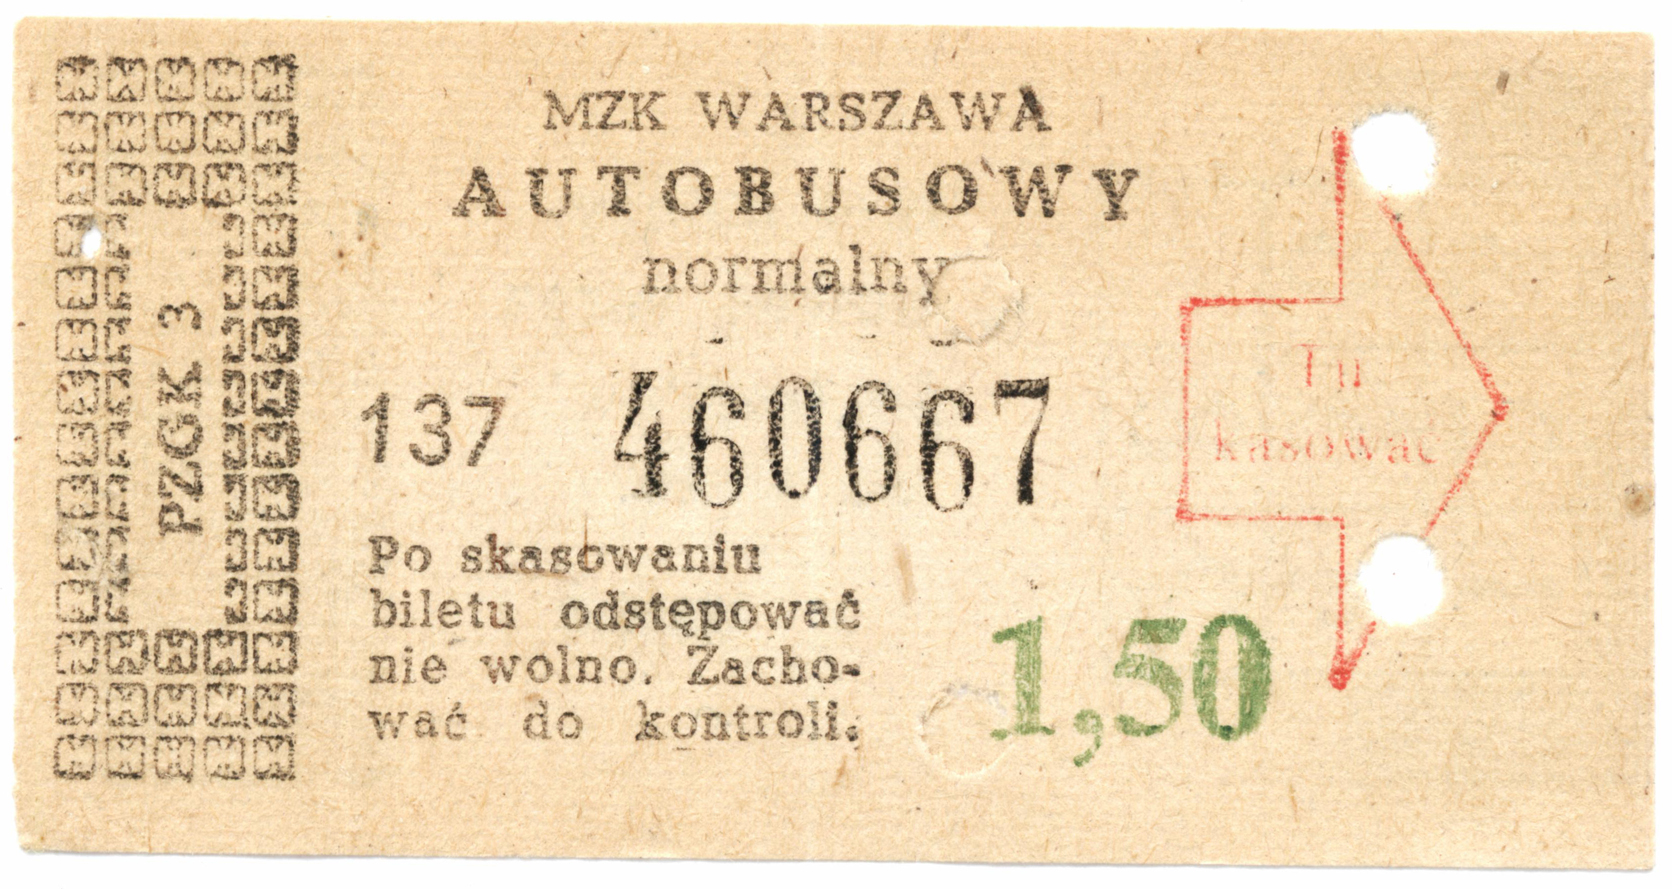 MZK WARSZAWA
AUTOBUSOWY
normalny
PZGK 3
137 460667
Tu
kasować
Po skasowaniu
biletu odstępować
nie wolno. Zacho-
wać do kontroli.
1,50